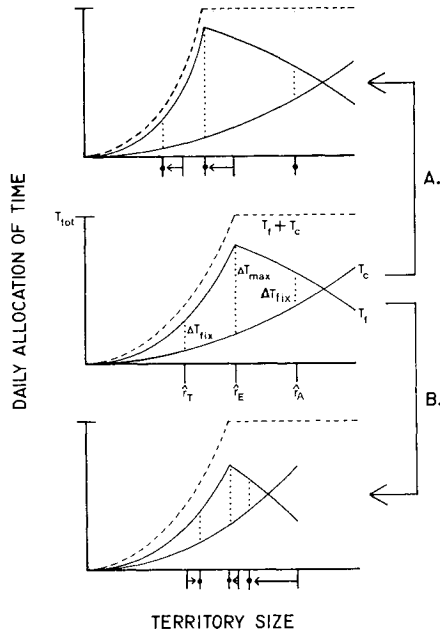 A.
DAILY ALLOCATION OF TIME
T_tot
T_f + T_c
ΔT_max
T_c
ΔT_fix
ΔT_fix
T_f
r̂_T
r̂_E
r̂_A
B.
TERRITORY SIZE